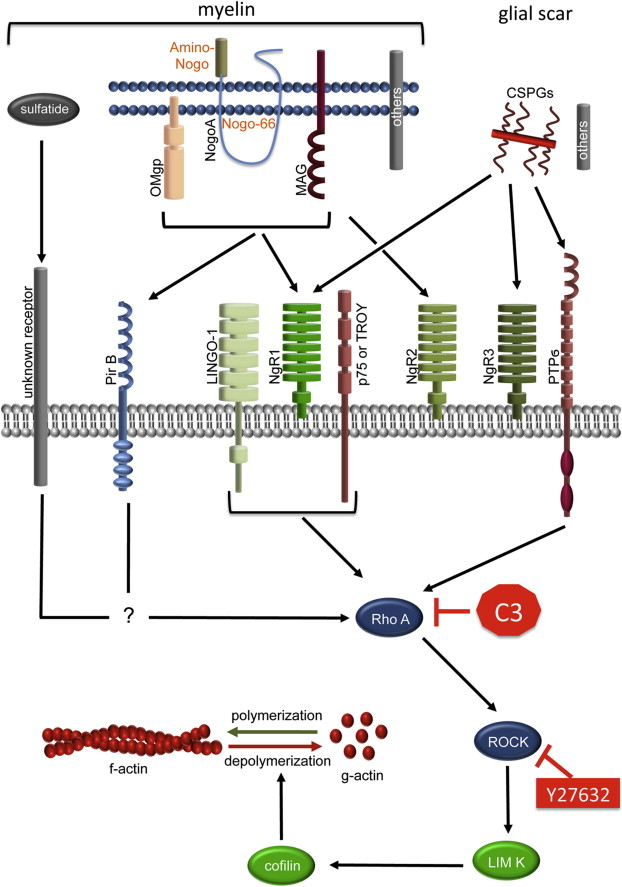 myelin
glial scar
Amino-
Nogo
CSPGs
sulfatide
others
others
NogoA
Nogo-66
OMgp
MAG
unknown receptor
Pir B
LINGO-1
NgR1
p75 or TROY
NgR2
NgR3
PTPϭ
?
Rho A
C3
polymerization
ROCK
f-actin
depolymerization
g-actin
Y27632
cofilin
LIM K